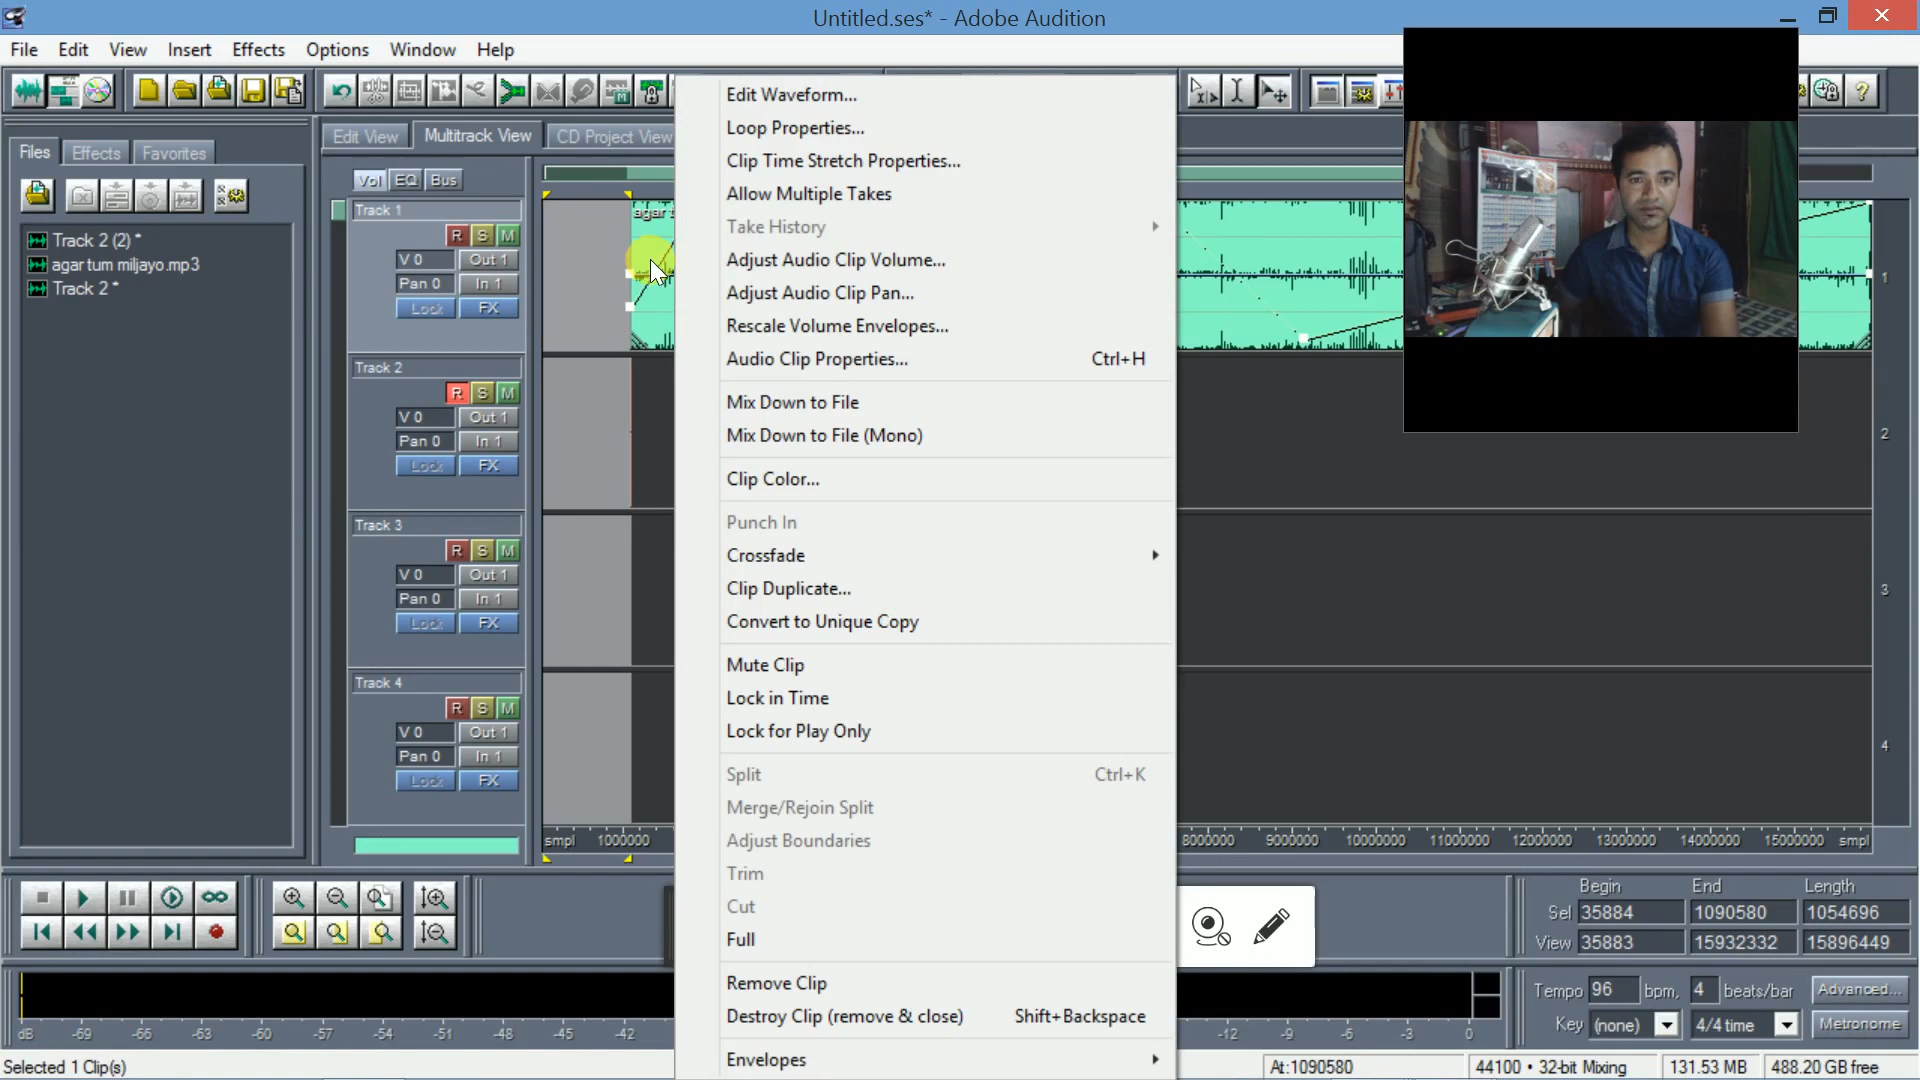 Untitled.ses* - Adobe Audition
File Edit View Insert Effects Options Window Help
Edit View Multitrack View CD Project View
Files Effects Favorites
Track 2 (2) *
agar tum miljayo.mp3
Track 2 *
Vol EQ Bus
Track 1
R S M
V 0 Out 1
Pan 0 In 1
Lock FX
agar t
1
Track 2
R S M
V 0 Out 1
Pan 0 In 1
Lock FX
2
Track 3
R S M
V 0 Out 1
Pan 0 In 1
Lock FX
3
Track 4
R S M
V 0 Out 1
Pan 0 In 1
Lock FX
4
Edit Waveform...
Loop Properties...
Clip Time Stretch Properties...
Allow Multiple Takes
Take History
Adjust Audio Clip Volume...
Adjust Audio Clip Pan...
Rescale Volume Envelopes...
Audio Clip Properties... Ctrl+H
Mix Down to File
Mix Down to File (Mono)
Clip Color...
Punch In
Crossfade
Clip Duplicate...
Convert to Unique Copy
Mute Clip
Lock in Time
Lock for Play Only
Split Ctrl+K
Merge/Rejoin Split
Adjust Boundaries
Trim
Cut
Full
Remove Clip
Destroy Clip (remove & close) Shift+Backspace
Envelopes
smpl 1000000 8000000 9000000 10000000 11000000 12000000 13000000 14000000 15000000 smpl
Begin End Length
Sel 35884 1090580 1054696
View 35883 15932332 15896449
dB -69 -66 -63 -60 -57 -54 -51 -48 -45 -42 -12 -9 -6 -3 0
Tempo 96 bpm, 4 beats/bar Advanced...
Key (none) 4/4 time Metronome
Selected 1 Clip(s) At:1090580 44100 • 32-bit Mixing 131.53 MB 488.20 GB free